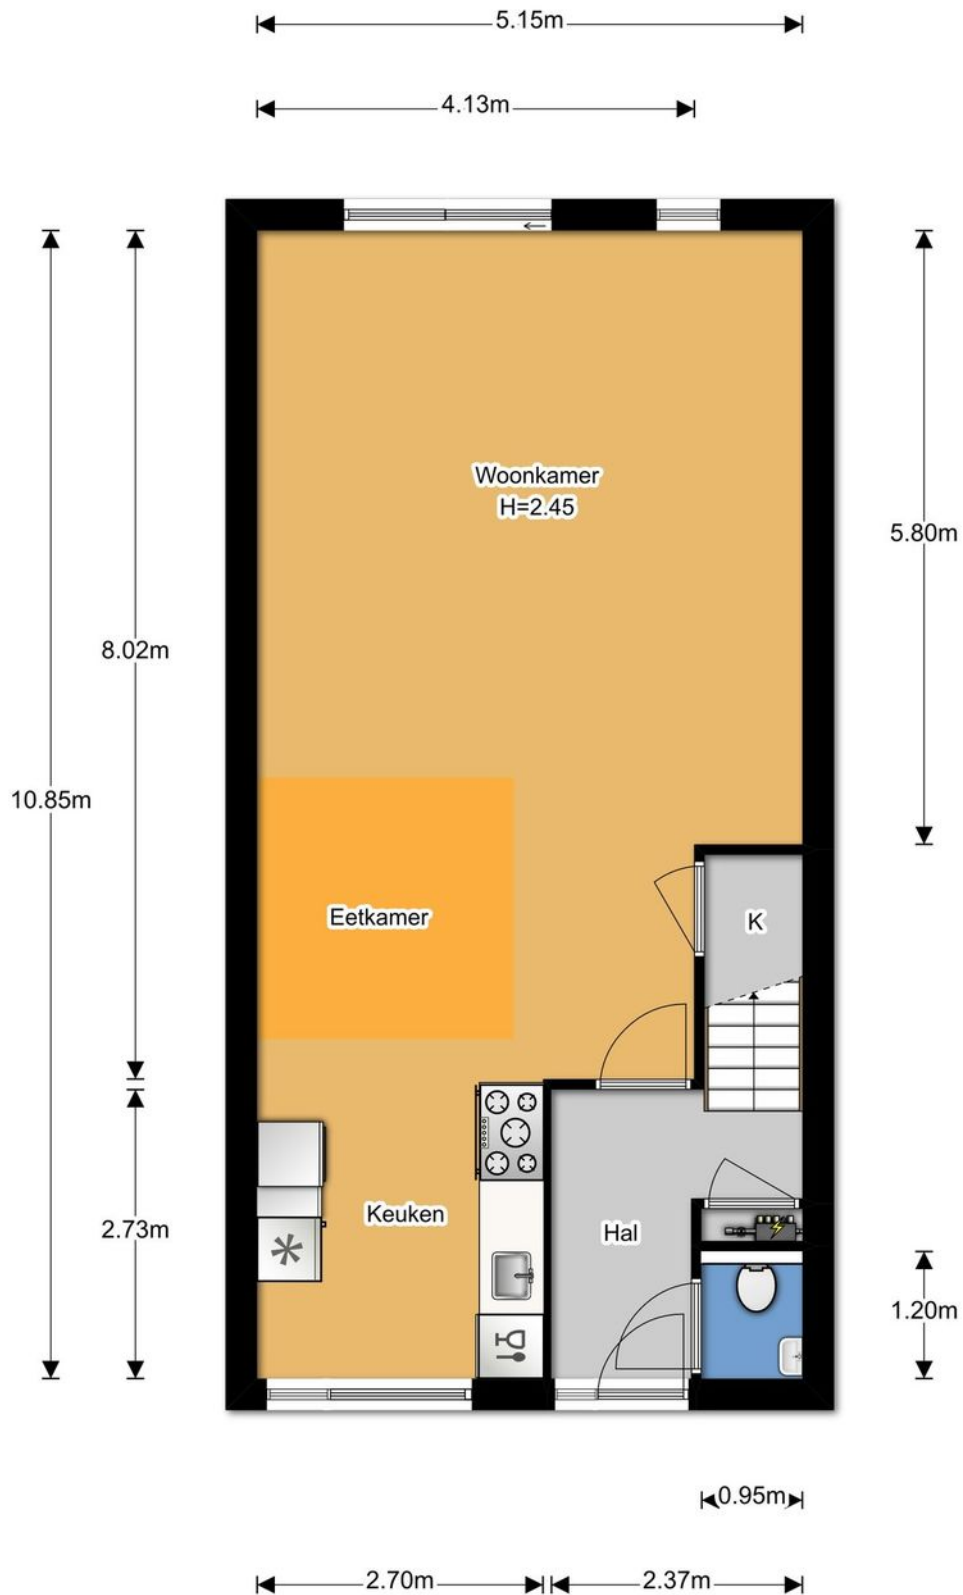 5.15m
4.13m
Woonkamer
H=2.45
5.80m
8.02m
10.85m
Eetkamer
K
Keuken
Hal
2.73m
1.20m
0.95m
2.70m
2.37m